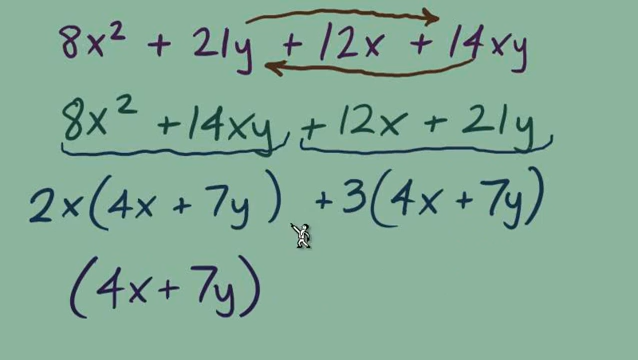 8x² + 21y + 12x + 14xy
8x² + 14xy + 12x + 21y
2x(4x + 7y) + 3(4x + 7y)
(4x + 7y)